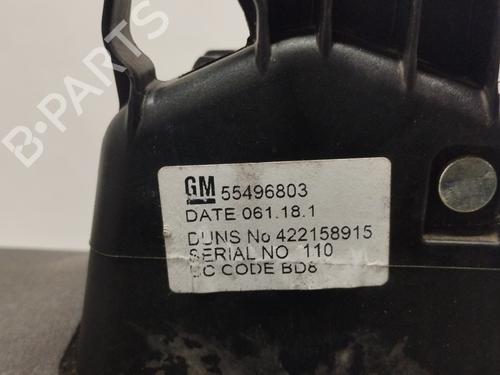 B-PARTS
GM 55496803
DATE 061.18.1
DUNS No 422158915
SERIAL NO 110
CODE BD8